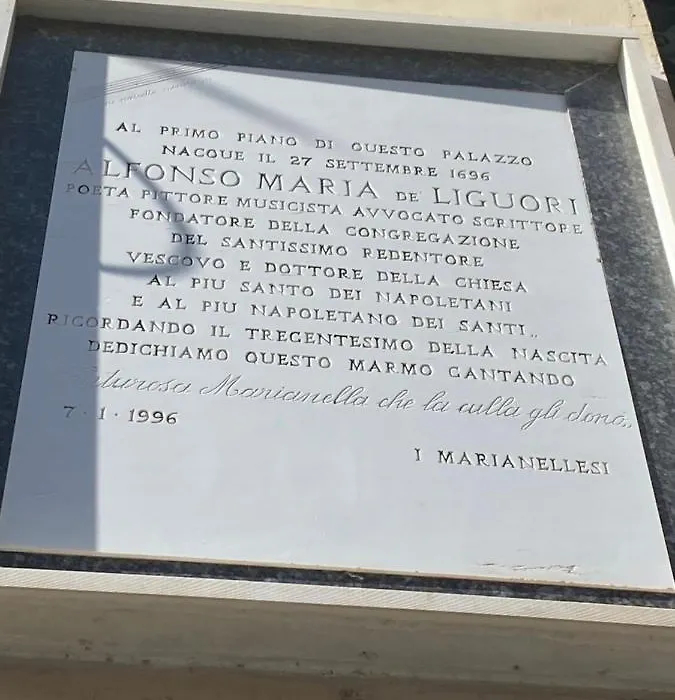 AL PRIMO PIANO DI QUESTO PALAZZO
NACQUE IL 27 SETTEMBRE 1696
ALFONSO MARIA DE' LIGUORI
POETA PITTORE MUSICISTA AVVOCATO SCRITTORE
FONDATORE DELLA CONGREGAZIONE
DEL SANTISSIMO REDENTORE
VESCOVO E DOTTORE DELLA CHIESA
AL PIU SANTO DEI NAPOLETANI
E AL PIU NAPOLETANO DEI SANTI..
RICORDANDO IL TRECENTESIMO DELLA NASCITA
DEDICHIAMO QUESTO MARMO CANTANDO
Marianella che la culla gli donò,
7·1·1996
I MARIANELLESI